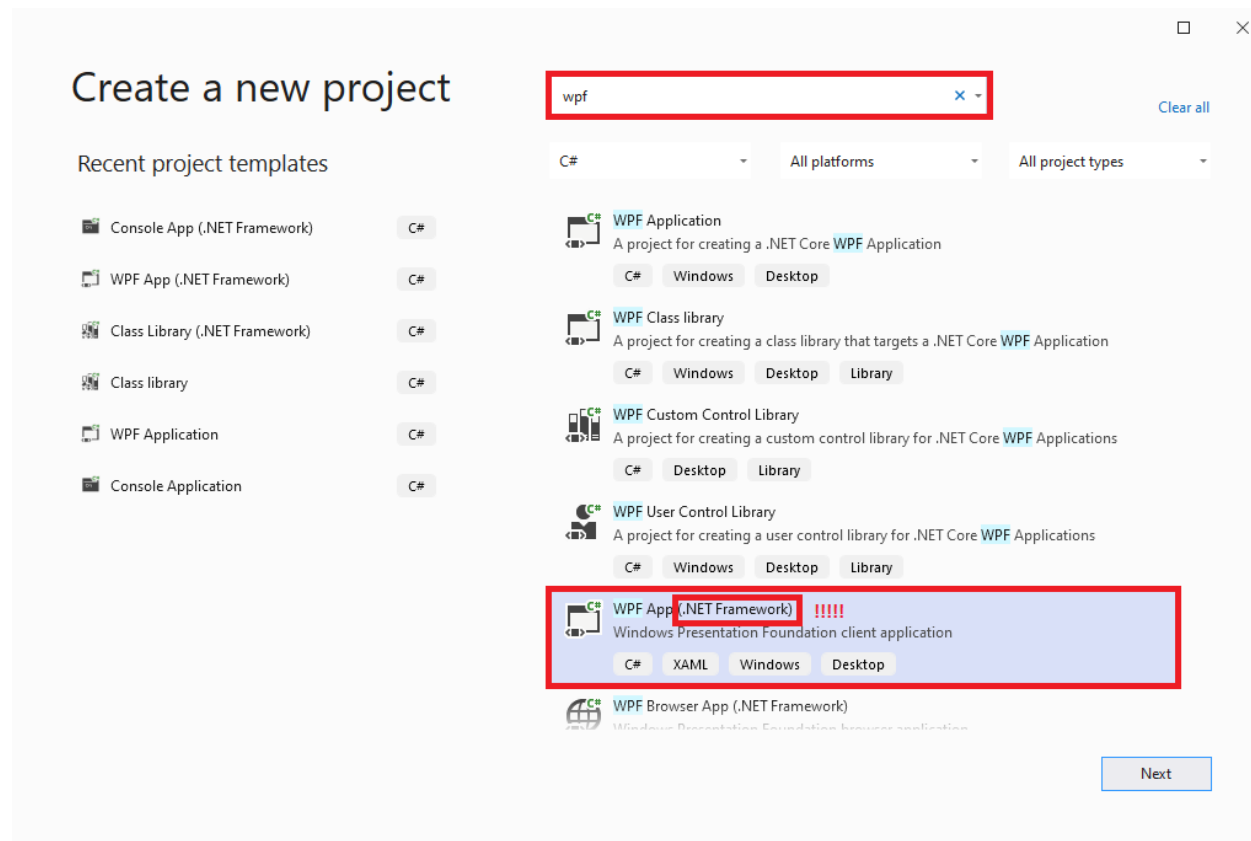 Create a new project
wpf
Clear all
Recent project templates
C#
All platforms
All project types
Console App (.NET Framework)
C#
WPF App (.NET Framework)
C#
Class Library (.NET Framework)
C#
Class library
C#
WPF Application
C#
Console Application
C#
WPF Application
A project for creating a .NET Core WPF Application
C# Windows Desktop
WPF Class library
A project for creating a class library that targets a .NET Core WPF Application
C# Windows Desktop Library
WPF Custom Control Library
A project for creating a custom control library for .NET Core WPF Applications
C# Desktop Library
WPF User Control Library
A project for creating a user control library for .NET Core WPF Applications
C# Windows Desktop Library
WPF App (.NET Framework) !!!!!
Windows Presentation Foundation client application
C# XAML Windows Desktop
WPF Browser App (.NET Framework)
Windows Presentation Foundation browser application
Next